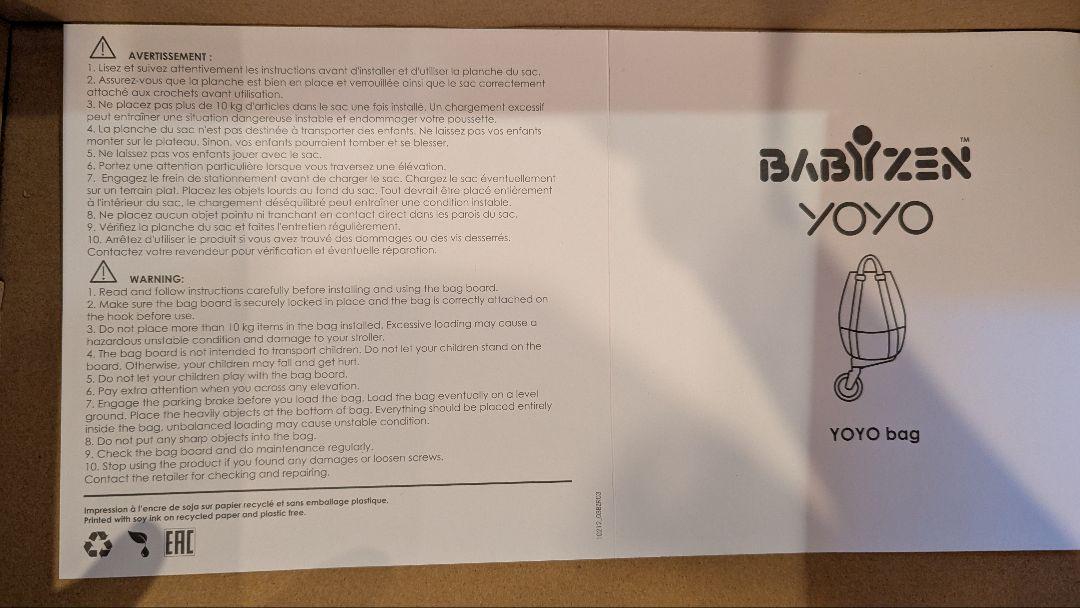 AVERTISSEMENT :
1. Lisez et suivez attentivement les instructions avant d'installer et d'utiliser la planche du sac.
2. Assurez-vous que la planche est bien en place et verrouillée ainsi que le sac correctement
attaché aux crochets avant utilisation.
3. Ne placez pas plus de 10 kg d'articles dans le sac une fois installé. Un chargement excessif
peut entraîner une situation dangereuse instable et endommager votre poussette.
4. La planche du sac n'est pas destinée à transporter des enfants. Ne laissez pas vos enfants
monter sur le plateau. Sinon, vos enfants pourraient tomber et se blesser.
5. Ne laissez pas vos enfants jouer avec le sac.
6. Portez une attention particulière lorsque vous traversez une élévation.
7. Engagez le frein de stationnement avant de charger le sac. Chargez le sac éventuellement
sur un terrain plat. Placez les objets lourds au fond du sac. Tout devrait être placé entièrement
à l'intérieur du sac, le chargement déséquilibré peut entraîner une condition instable.
8. Ne placez aucun objet pointu ni tranchant en contact direct dans les parois du sac.
9. Vérifiez la planche du sac et faites l'entretien régulièrement.
10. Arrêtez d'utiliser le produit si vous avez trouvé des dommages ou des vis desserrés.
Contactez votre revendeur pour vérification et éventuelle réparation.
WARNING:
1. Read and follow instructions carefully before installing and using the bag board.
2. Make sure the bag board is securely locked in place and the bag is correctly attached on
the hook before use.
3. Do not place more than 10 kg items in the bag installed. Excessive loading may cause a
hazardous unstable condition and damage to your stroller.
4. The bag board is not intended to transport children. Do not let your children stand on the
board. Otherwise, your children may fall and get hurt.
5. Do not let your children play with the bag board.
6. Pay extra attention when you across any elevation.
7. Engage the parking brake before you load the bag. Load the bag eventually on a level
ground. Place the heavily objects at the bottom of bag. Everything should be placed entirely
inside the bag, unbalanced loading may cause unstable condition.
8. Do not put any sharp objects into the bag.
9. Check the bag board and do maintenance regularly.
10. Stop using the product if you found any damages or loosen screws.
Contact the retailer for checking and repairing.
Impression à l'encre de soja sur papier recyclé et sans emballage plastique.
Printed with soy ink on recycled paper and plastic free.
EAC
BABYZEN™
YOYO
YOYO bag